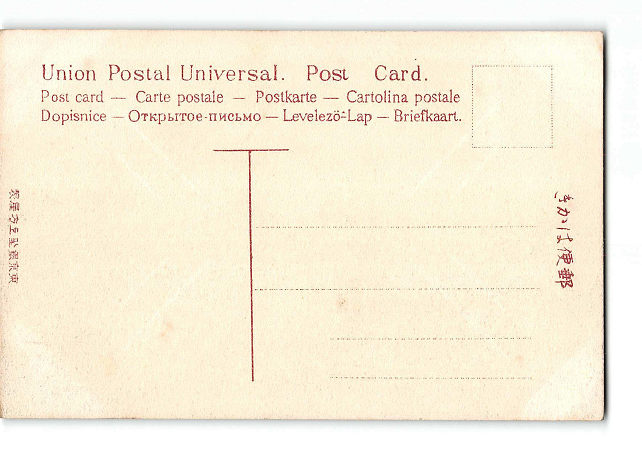 Union Postal Universal. Post Card.
Post card — Carte postale — Postkarte — Cartolina postale
Dopisnice — Открытое-письмо — Levelezö-Lap — Briefkaart.
きかは便郵